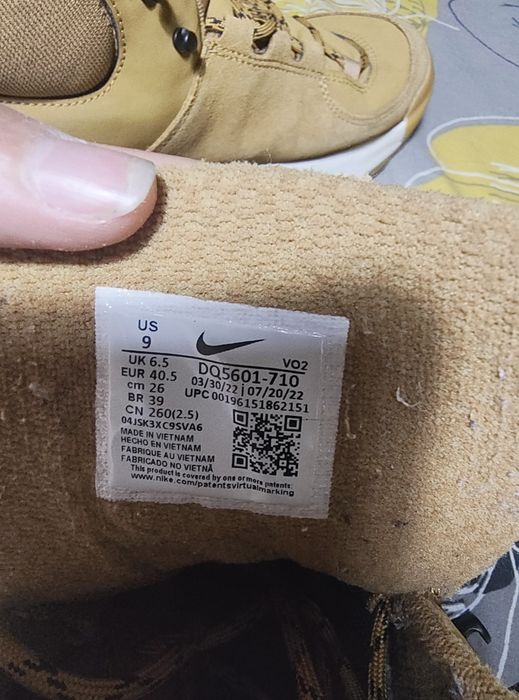 US
9
VO2
UK 6.5
DQ5601-710
EUR 40.5
03/30/22 | 07/20/22
cm 26
UPC 00196151862151
BR 39
CN 260(2.5)
04JSK3XC9SVA6
MADE IN VIETNAM
HECHO EN VIETNAM
FABRIQUE AU VIETNAM
FABRICADO NO VIETNÃ
This product is covered by one or more patents:
www.nike.com/patentsvirtualmarking